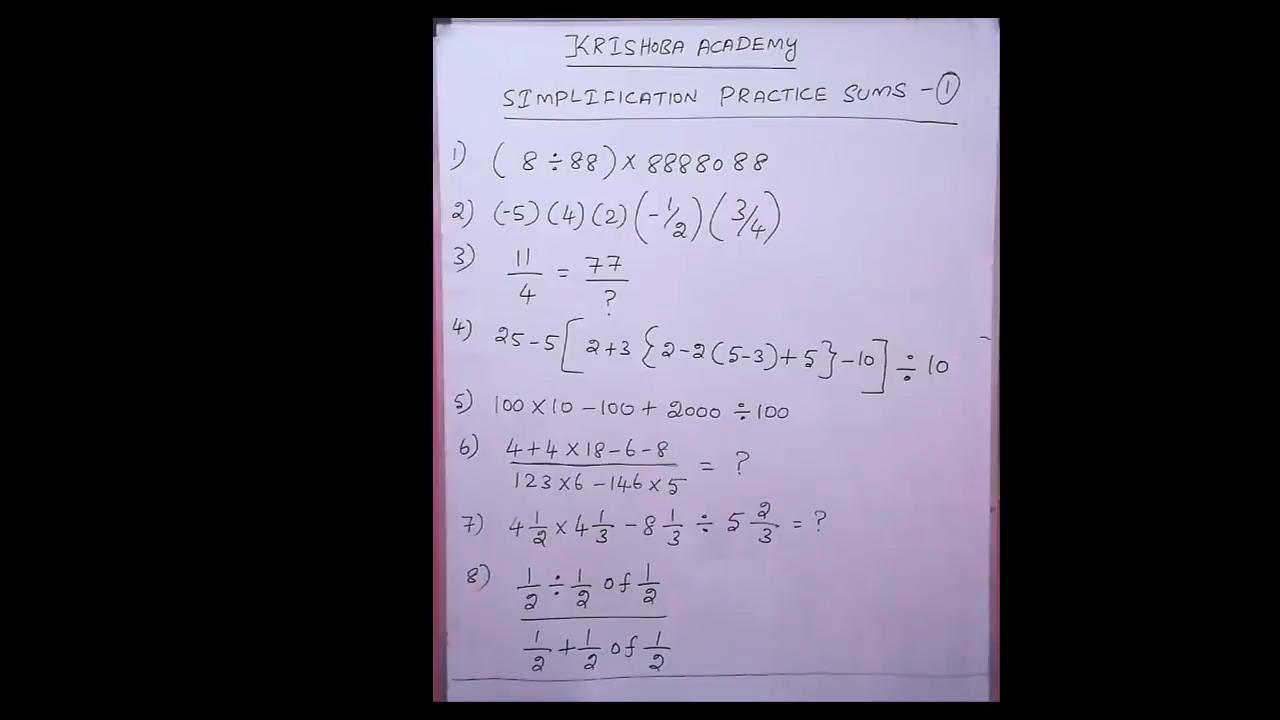 KRISHOBA ACADEMY
SIMPLIFICATION PRACTICE SUMS - ①
1) ( 8 ÷ 88 ) × 8888088
2) (-5) (4) (2) (-1/2) (3/4)
3) 11/4 = 77/?
4) 25 - 5 [ 2 + 3 { 2 - 2 ( 5 - 3 ) + 5 } - 10 ] ÷ 10
5) 100 × 10 - 100 + 2000 ÷ 100
6) 4 + 4 × 18 - 6 - 8 / 123 × 6 - 146 × 5 = ?
7) 4 1/2 × 4 1/3 - 8 1/3 ÷ 5 2/3 = ?
8) 1/2 ÷ 1/2 of 1/2
1/2 + 1/2 of 1/2